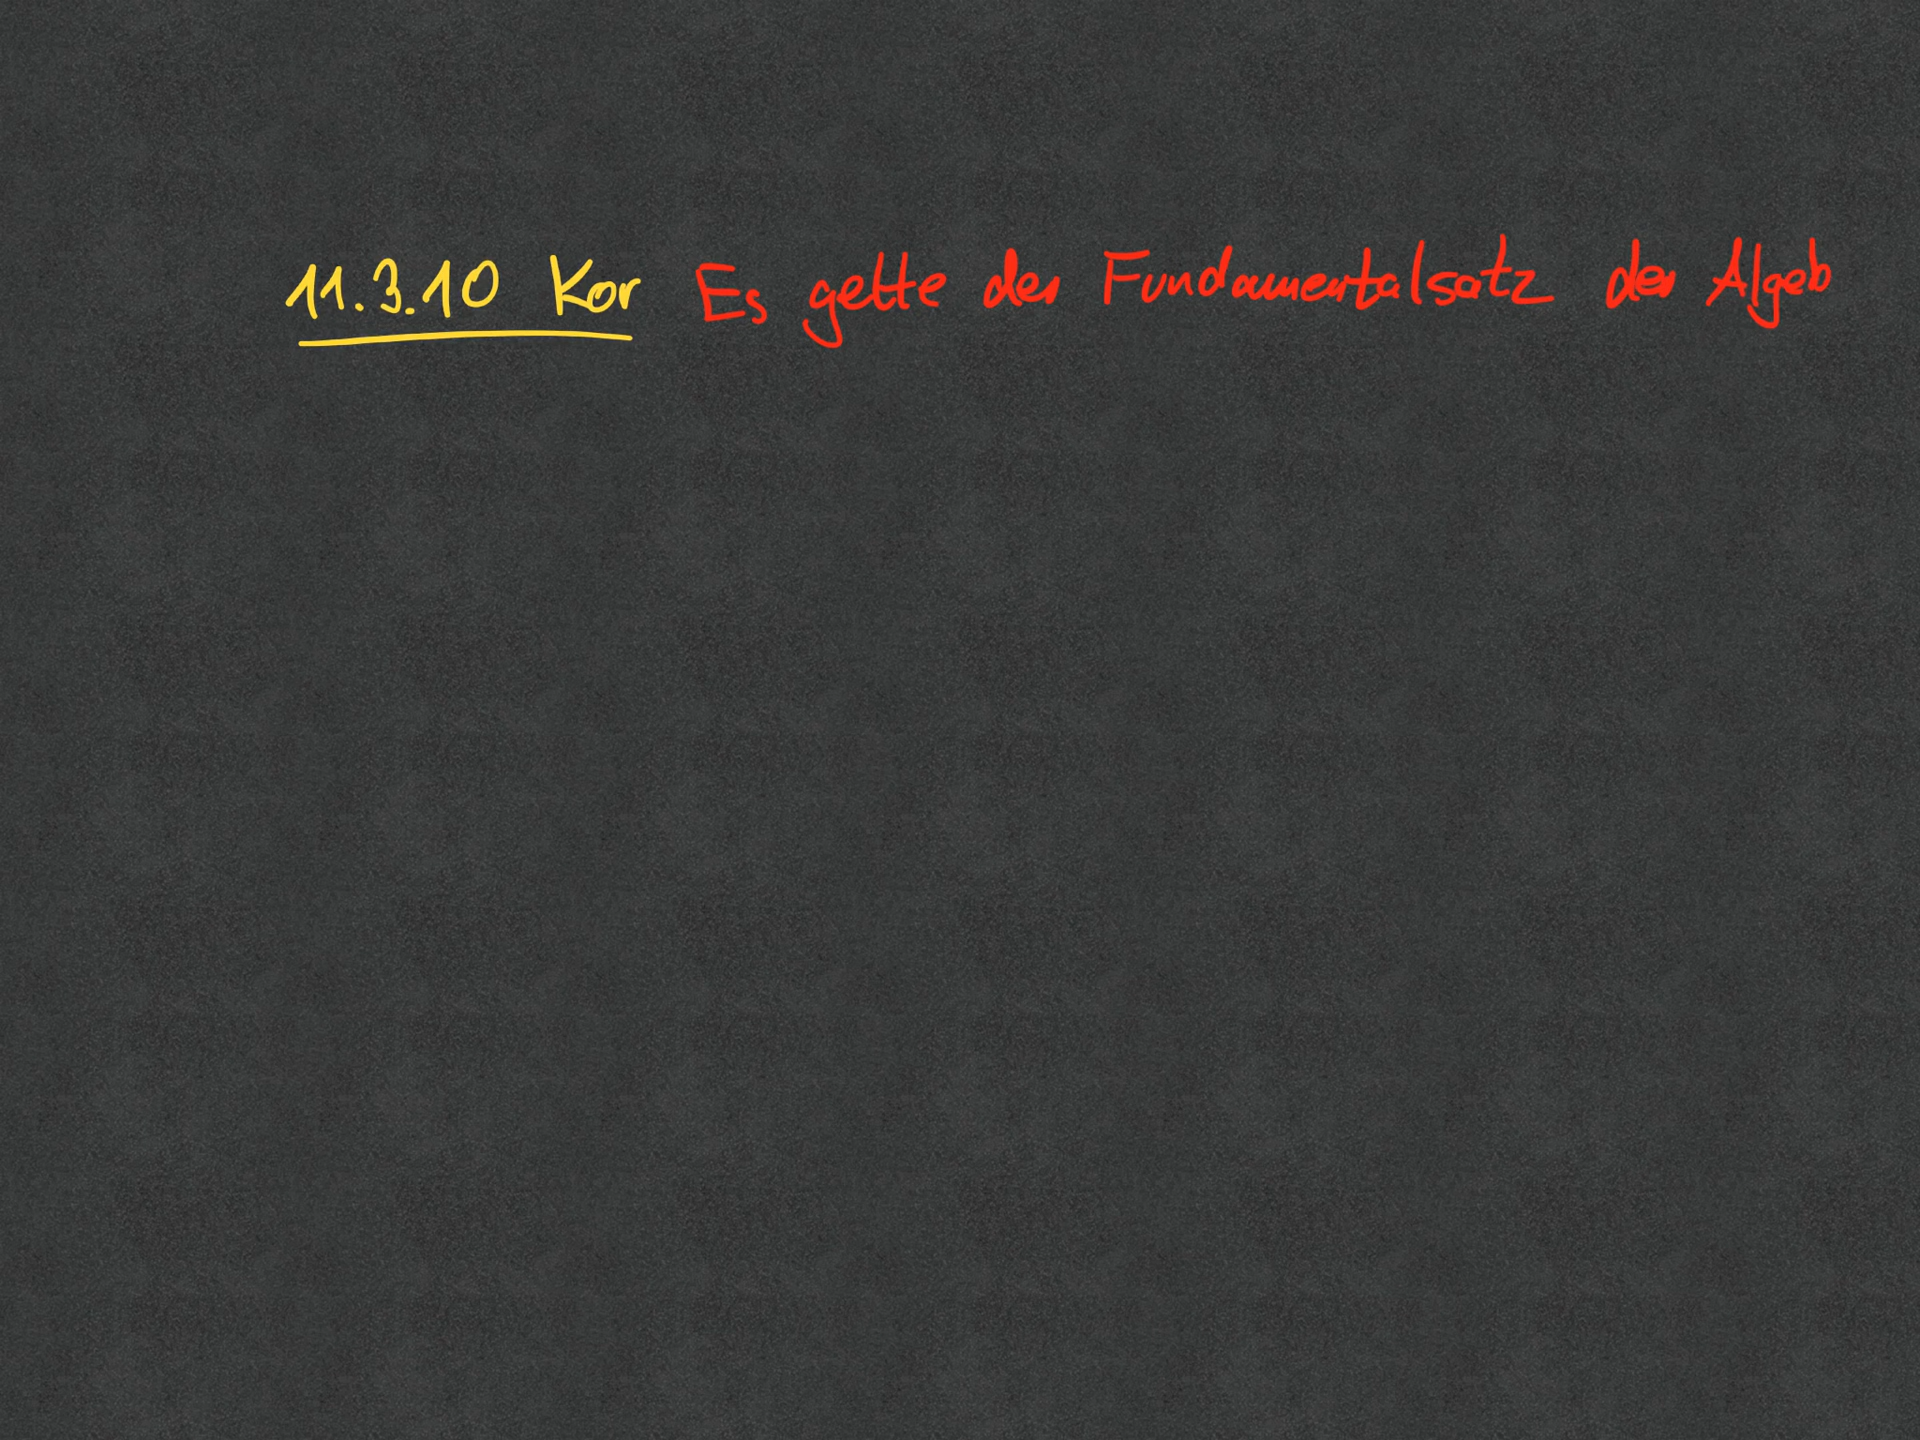 11.3.10 Kor Es gelte der Fundamentalsatz der Algeb